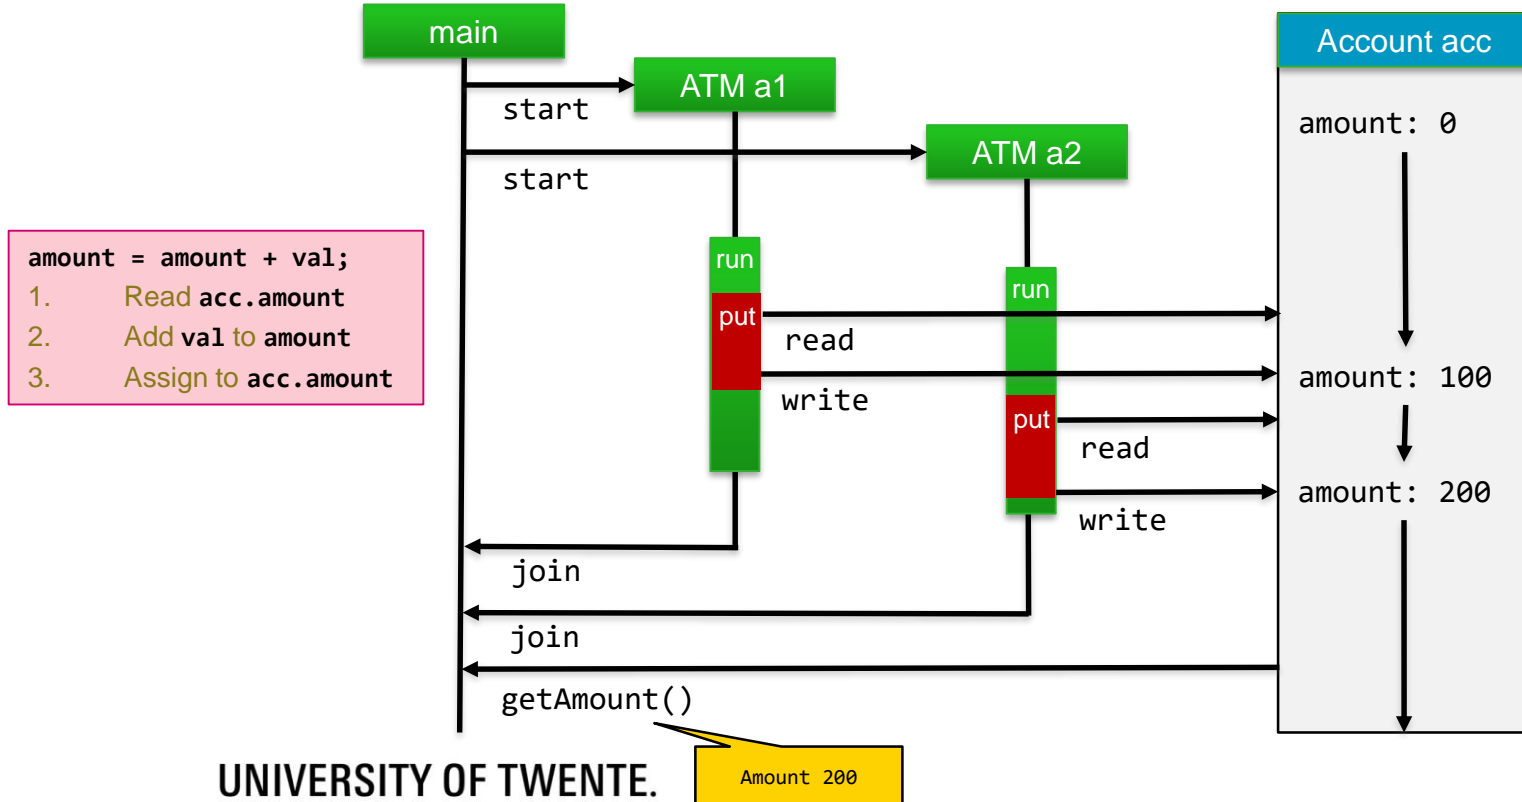 main
Account acc
ATM a1
start
amount: 0
ATM a2
start
amount = amount + val;
1. Read acc.amount
2. Add val to amount
3. Assign to acc.amount
run
run
put
read
amount: 100
write
put
read
amount: 200
write
join
join
getAmount()
UNIVERSITY OF TWENTE.
Amount 200